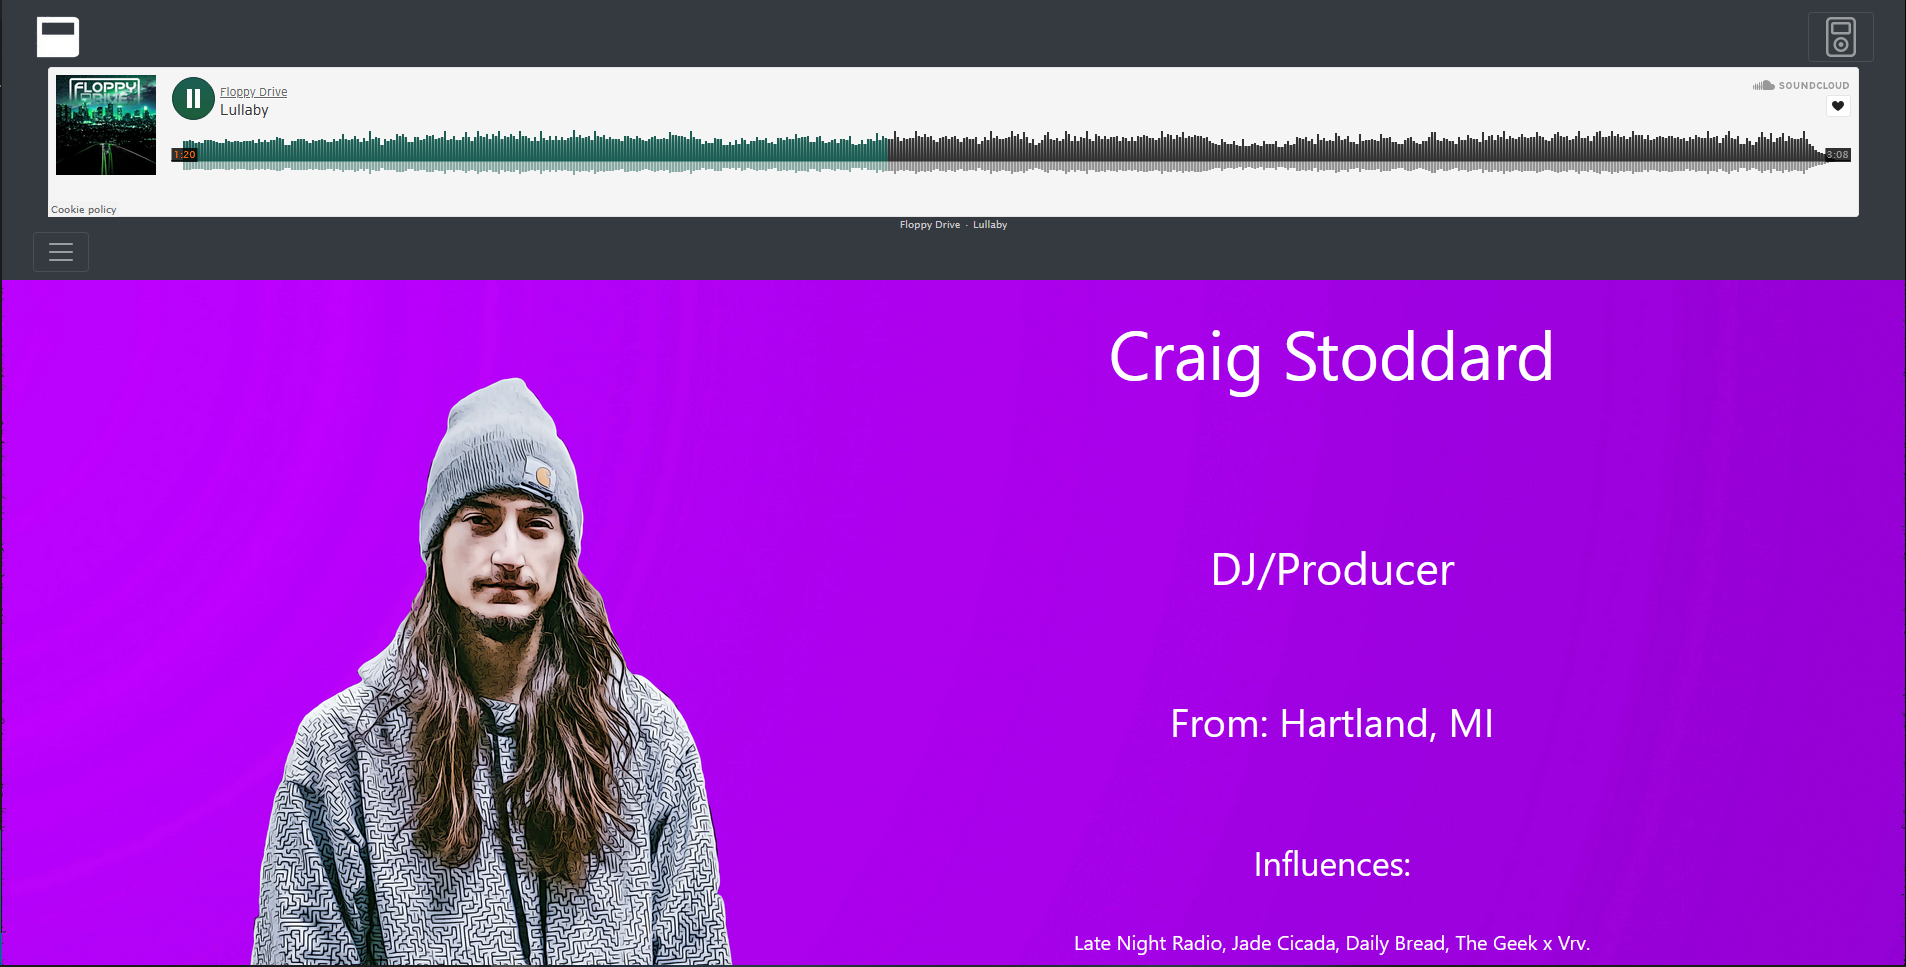 FLOPPY
DRIVE
Floppy Drive
Lullaby
SOUNDCLOUD
1:20
3:08
Cookie policy
Floppy Drive · Lullaby
Craig Stoddard
DJ/Producer
From: Hartland, MI
Influences:
Late Night Radio, Jade Cicada, Daily Bread, The Geek x Vrv.